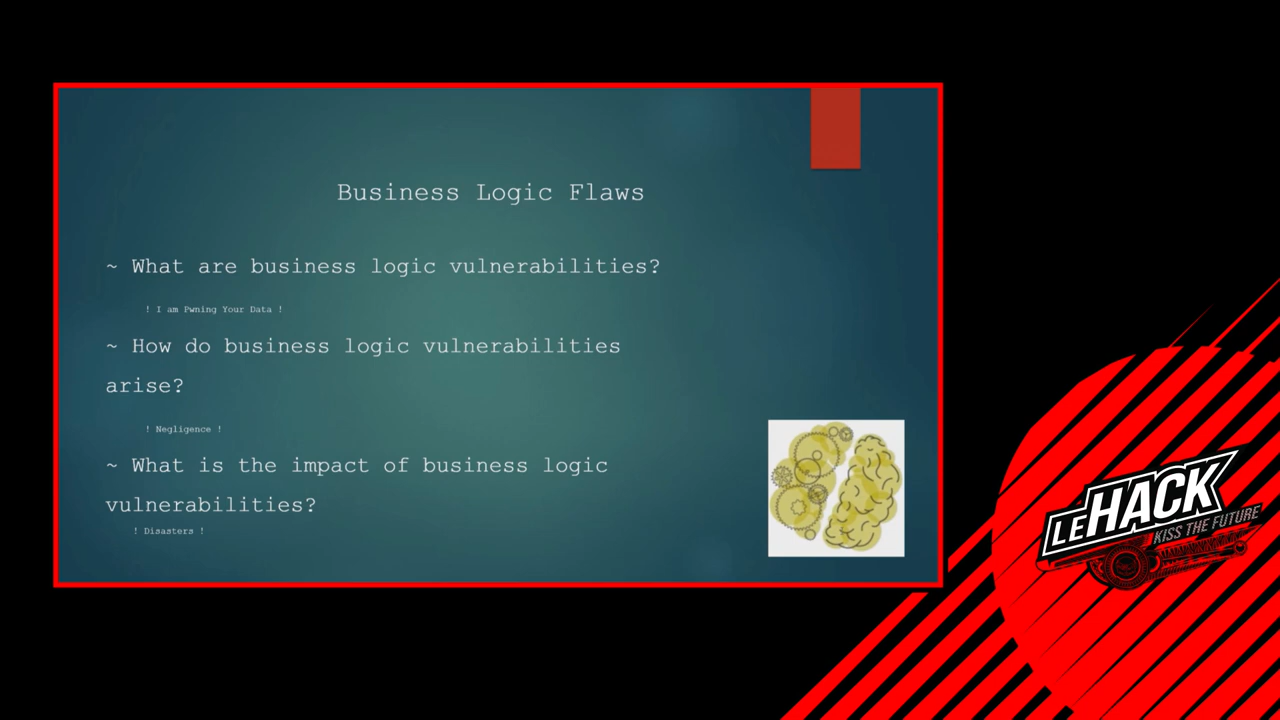 Business Logic Flaws
~ What are business logic vulnerabilities?
! I am Pwning Your Data !
~ How do business logic vulnerabilities
arise?
! Negligence !
~ What is the impact of business logic
vulnerabilities?
! Disasters !
LEHACK
KISS THE FUTURE